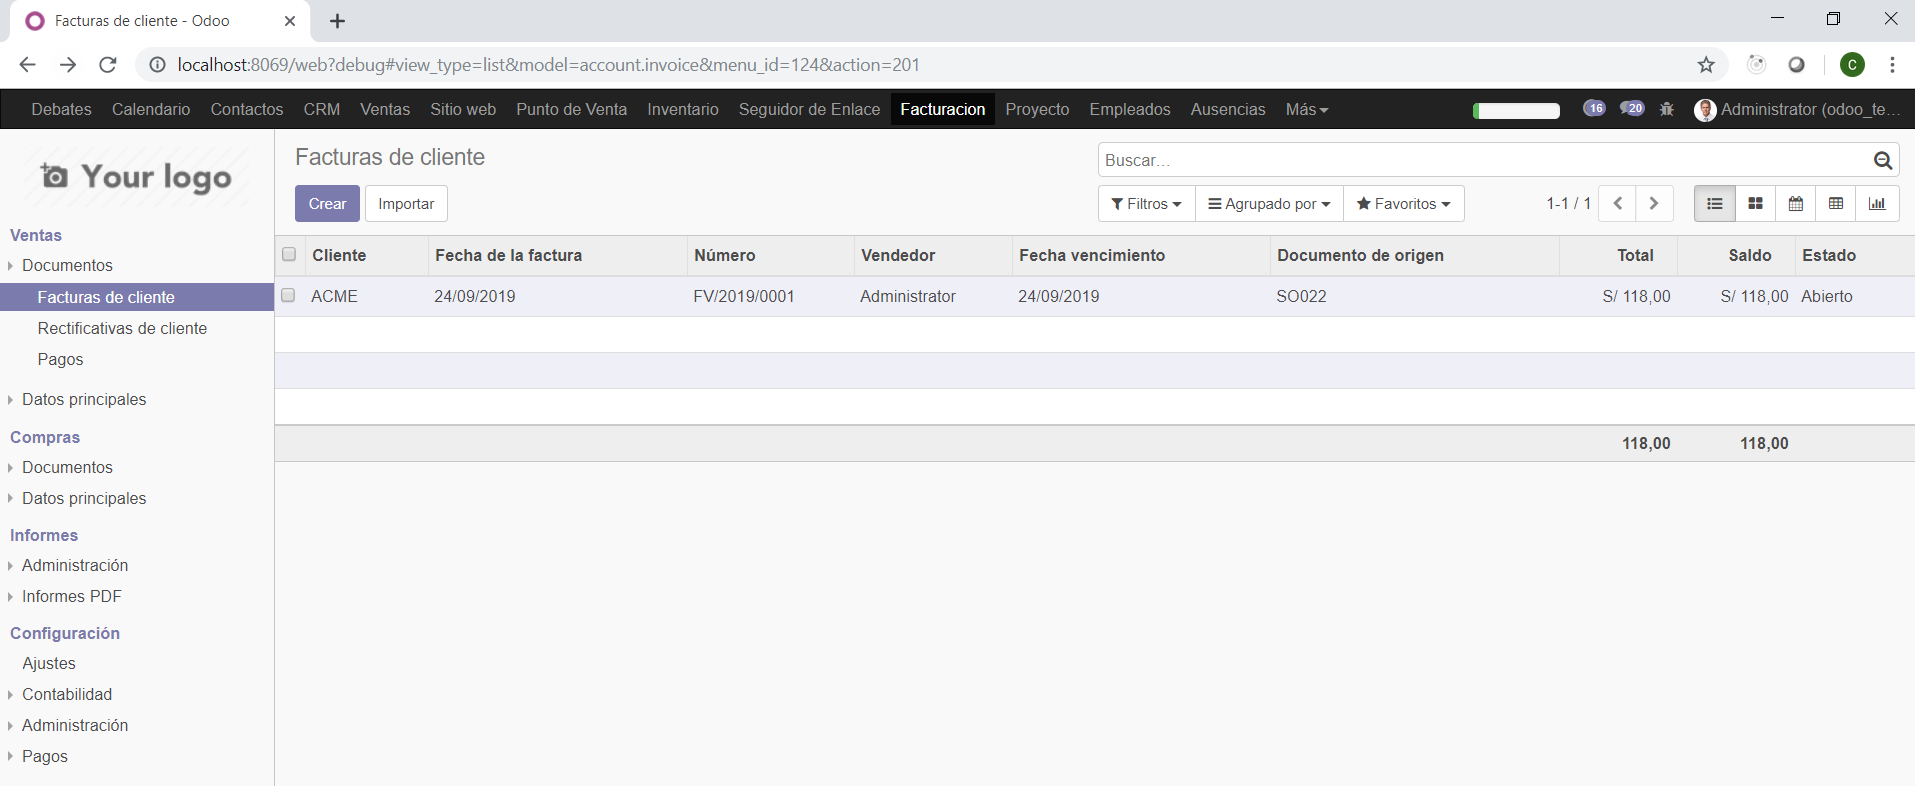 Facturas de cliente - Odoo
localhost:8069/web?debug#view_type=list&model=account.invoice&menu_id=124&action=201
C
Debates Calendario Contactos CRM Ventas Sitio web Punto de Venta Inventario Seguidor de Enlace Facturacion Proyecto Empleados Ausencias Más 16 20 Administrator (odoo_te...
Your logo
Facturas de cliente
Buscar...
Crear Importar
Filtros Agrupado por Favoritos 1-1 / 1
Ventas
Documentos
Facturas de cliente
Rectificativas de cliente
Pagos
Datos principales
Compras
Documentos
Datos principales
Informes
Administración
Informes PDF
Configuración
Ajustes
Contabilidad
Administración
Pagos
Cliente Fecha de la factura Número Vendedor Fecha vencimiento Documento de origen Total Saldo Estado
ACME 24/09/2019 FV/2019/0001 Administrator 24/09/2019 SO022 S/ 118,00 S/ 118,00 Abierto
118,00 118,00